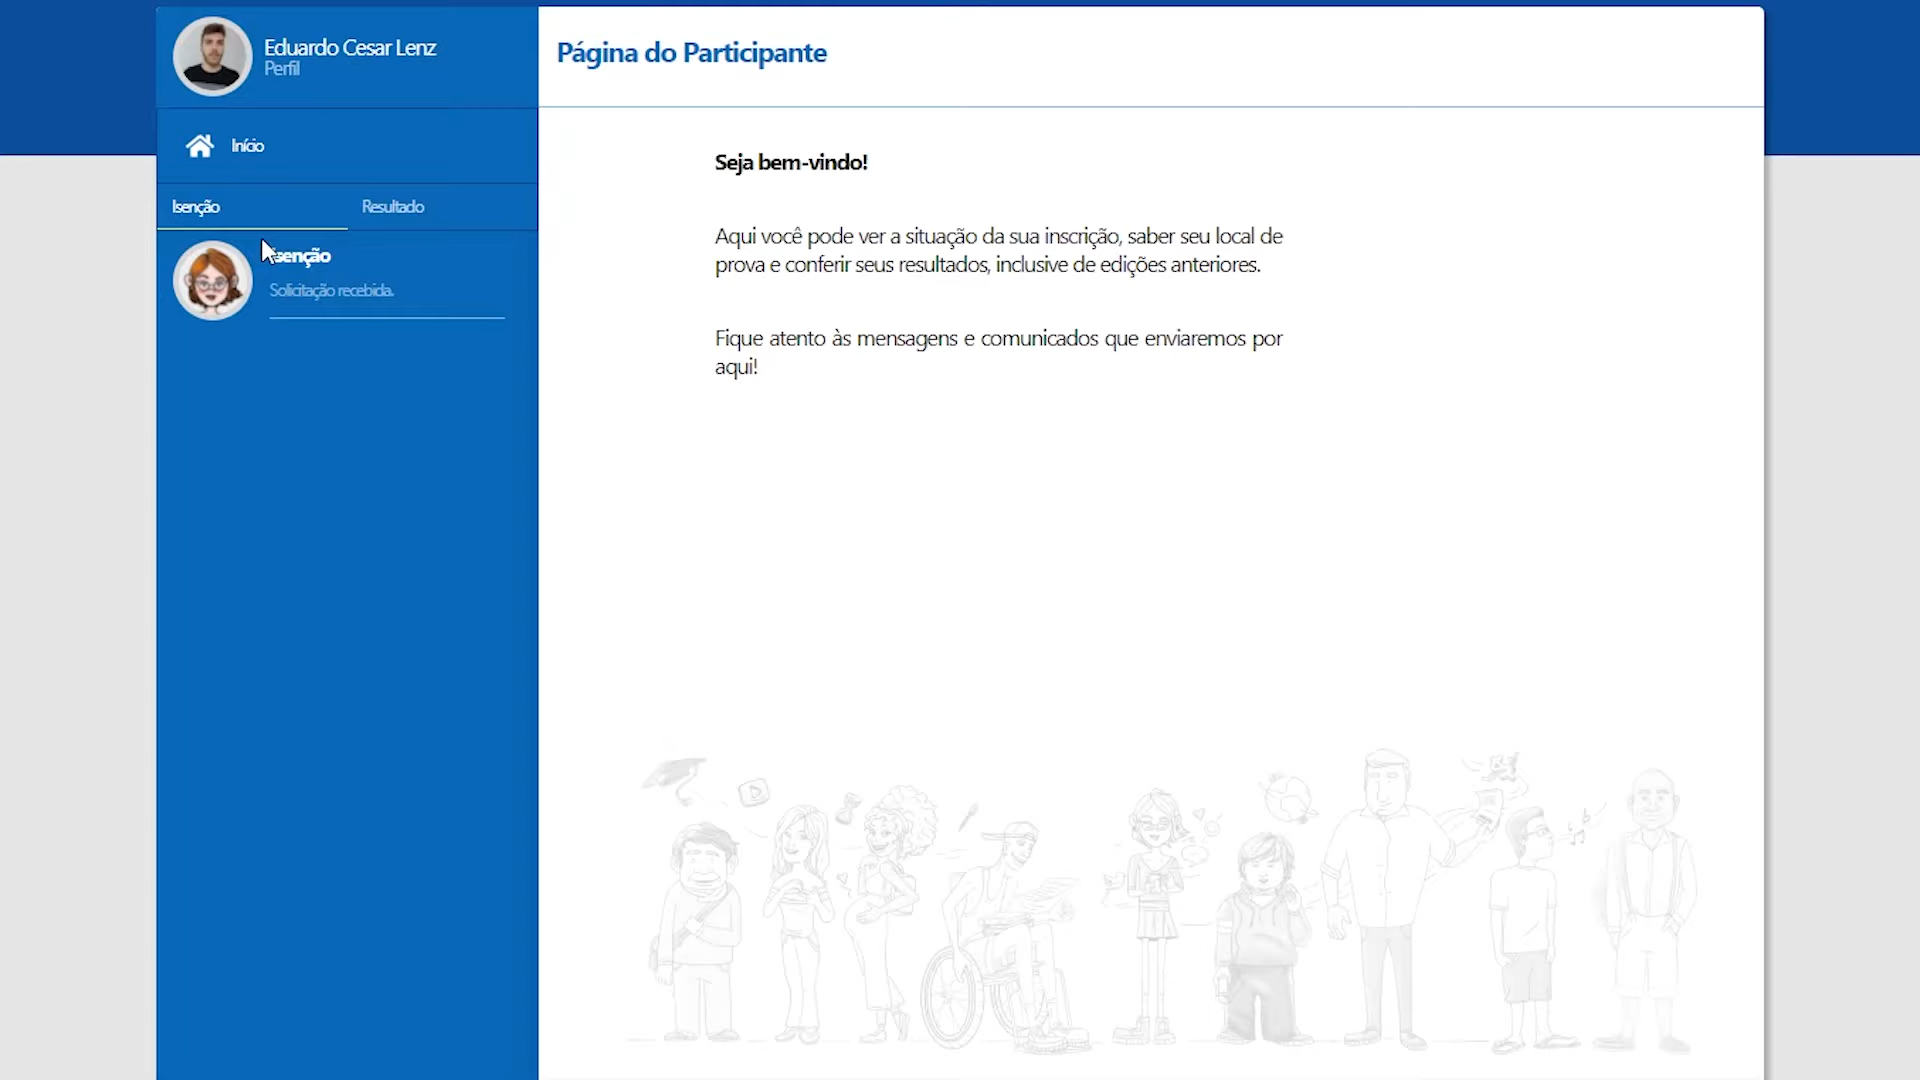 Eduardo Cesar Lenz
Perfil
Início
Isenção
Resultado
Isenção
Solicitação recebida.
Página do Participante
Seja bem-vindo!
Aqui você pode ver a situação da sua inscrição, saber seu local de
prova e conferir seus resultados, inclusive de edições anteriores.
Fique atento às mensagens e comunicados que enviaremos por
aqui!